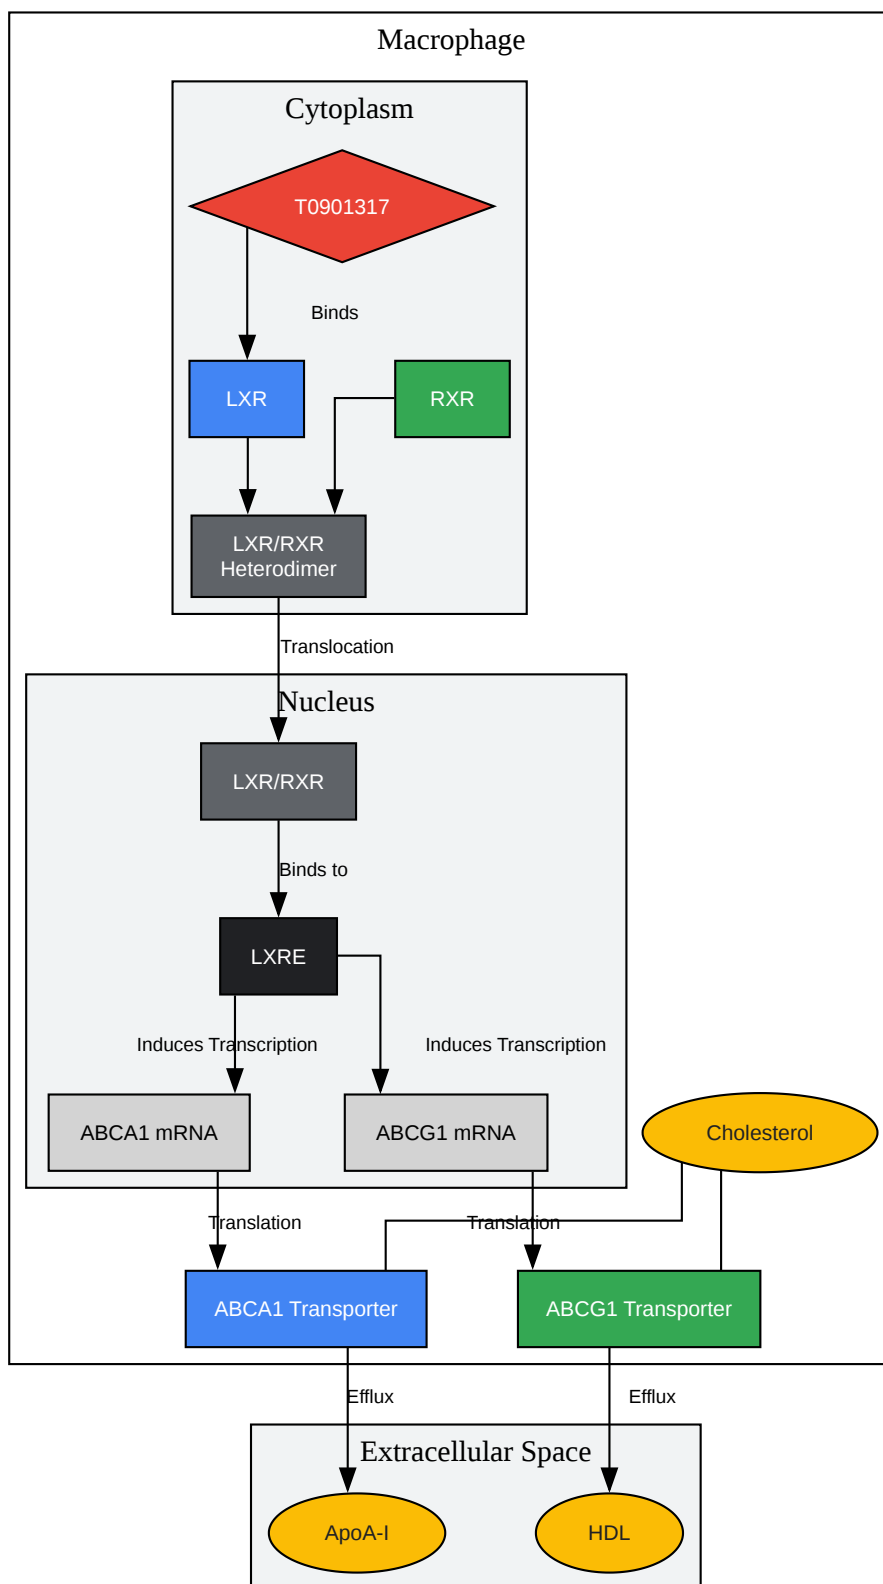 Macrophage
Cytoplasm
T0901317
Binds
LXR
RXR
LXR/RXR
Heterodimer
Translocation
Nucleus
LXR/RXR
Binds to
LXRE
Induces Transcription
Induces Transcription
ABCA1 mRNA
ABCG1 mRNA
Cholesterol
Translation
Translation
ABCA1 Transporter
ABCG1 Transporter
Efflux
Efflux
Extracellular Space
ApoA-I
HDL